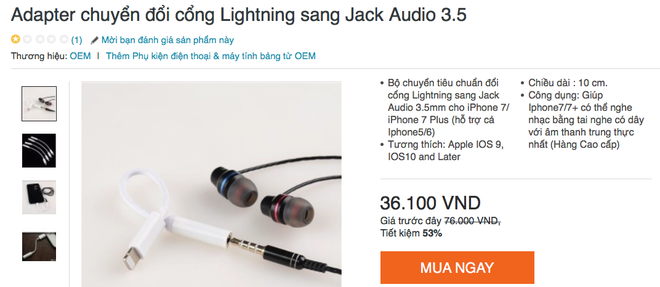 Adapter chuyển đổi cổng Lightning sang Jack Audio 3.5
(1) Mời bạn đánh giá sản phẩm này
Thương hiệu: OEM | Thêm Phụ kiện điện thoại & máy tính bảng từ OEM
• Bộ chuyển tiêu chuẩn đổi
cổng Lightning sang Jack
Audio 3.5mm cho iPhone 7/
iPhone 7 Plus (hỗ trợ cả
Iphone5/6)
• Tương thích: Apple IOS 9,
IOS10 and Later
• Chiều dài : 10 cm.
• Công dụng: Giúp
Iphone7/7+ có thể nghe
nhạc bằng tai nghe có dây
với âm thanh trung thực
nhất (Hàng Cao cấp)
36.100 VND
Giá trước đây 76.000 VND,
Tiết kiệm 53%
MUA NGAY